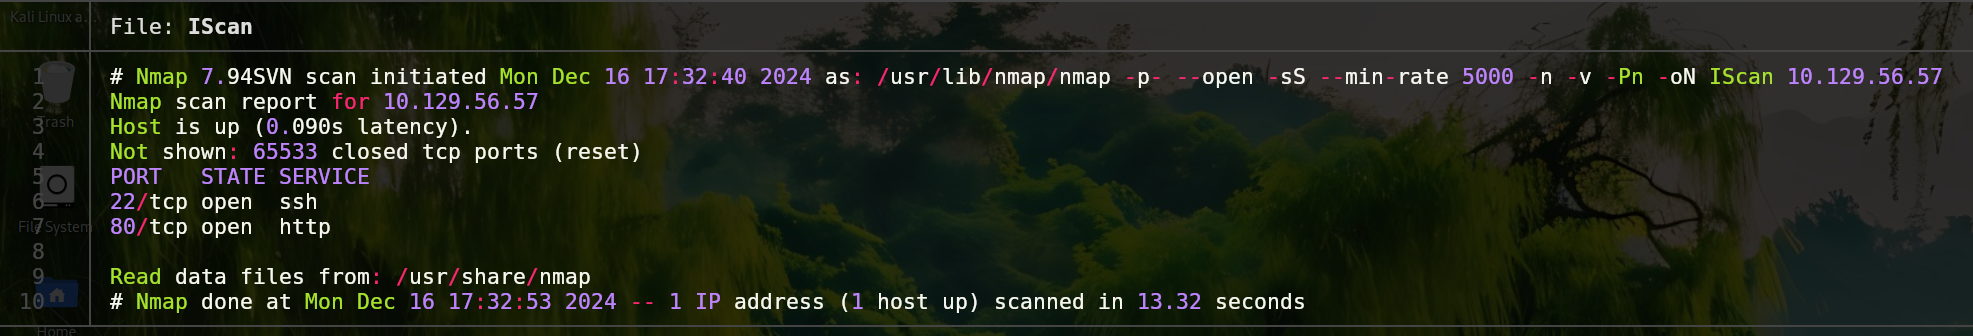 Kali Linux a...
File: IScan
1 # Nmap 7.94SVN scan initiated Mon Dec 16 17:32:40 2024 as: /usr/lib/nmap/nmap -p- --open -sS --min-rate 5000 -n -v -Pn -oN IScan 10.129.56.57
2 Nmap scan report for 10.129.56.57
3 Host is up (0.090s latency).
Trash
4 Not shown: 65533 closed tcp ports (reset)
5 PORT   STATE SERVICE
6 22/tcp open  ssh
7 80/tcp open  http
File System
8
9 Read data files from: /usr/share/nmap
10 # Nmap done at Mon Dec 16 17:32:53 2024 -- 1 IP address (1 host up) scanned in 13.32 seconds
Home